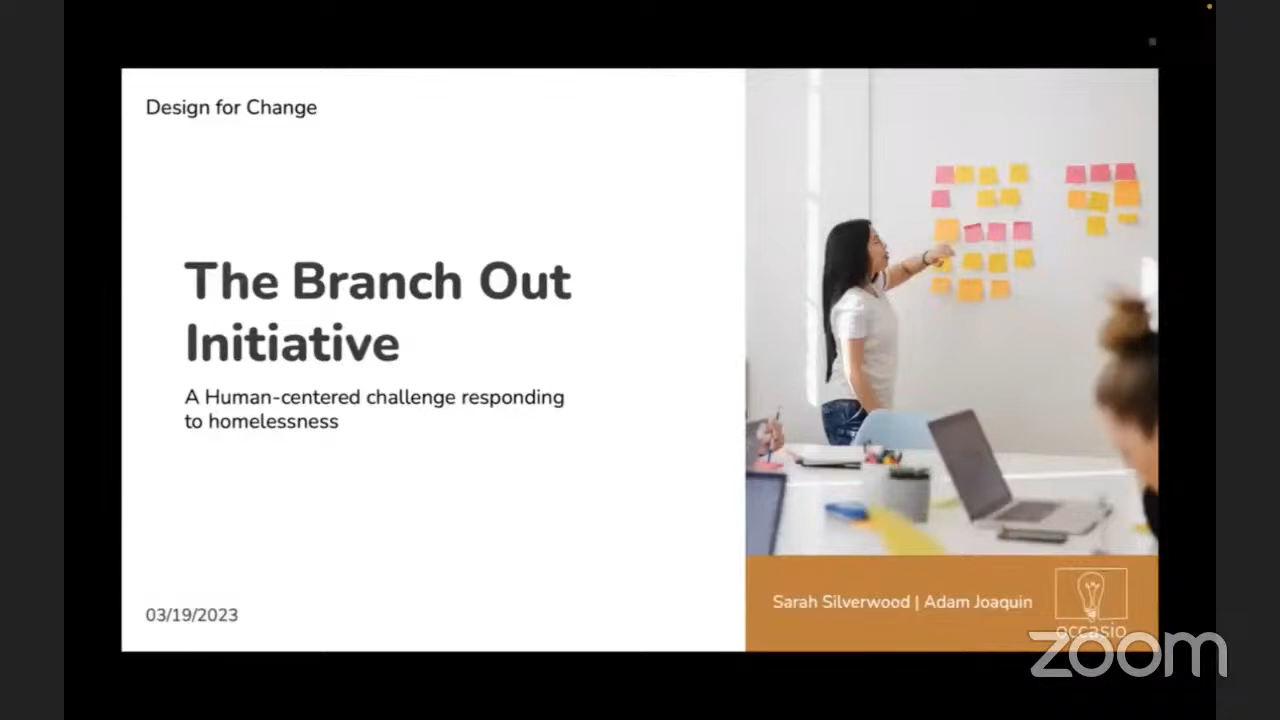 Design for Change
The Branch Out
Initiative
A Human-centered challenge responding
to homelessness
03/19/2023
Sarah Silverwood | Adam Joaquin
occasio
zoom